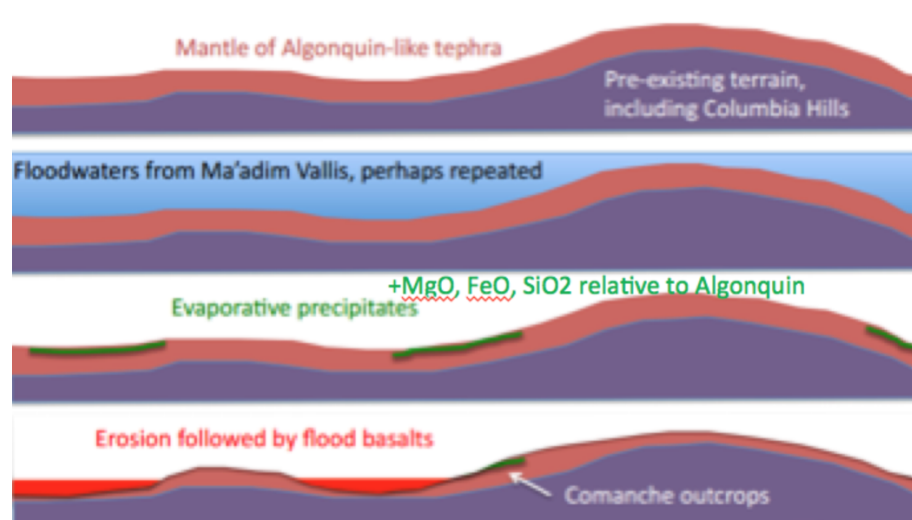 Mantle of Algonquin-like tephra
Pre-existing terrain,
including Columbia Hills
Floodwaters from Ma'adim Vallis, perhaps repeated
+MgO, FeO, SiO2 relative to Algonquin
Evaporative precipitates
Erosion followed by flood basalts
Comanche outcrops